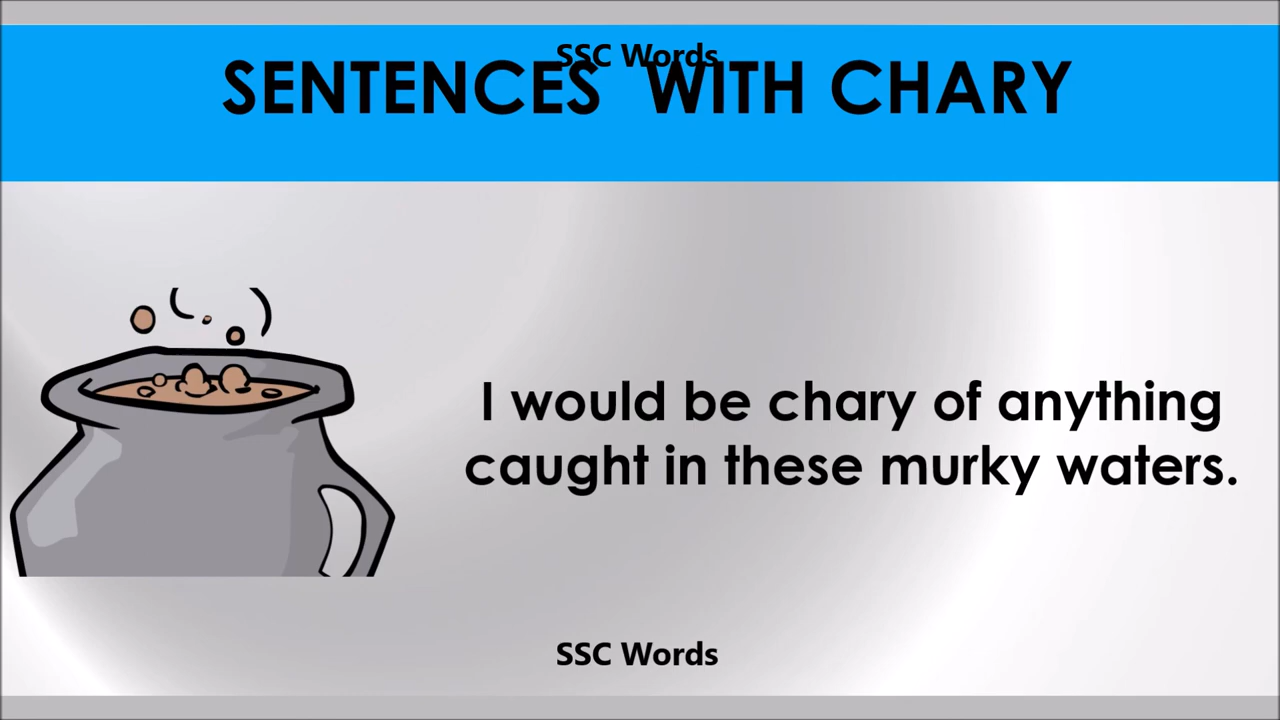 SSC Words
SENTENCES WITH CHARY
I would be chary of anything
caught in these murky waters.
SSC Words